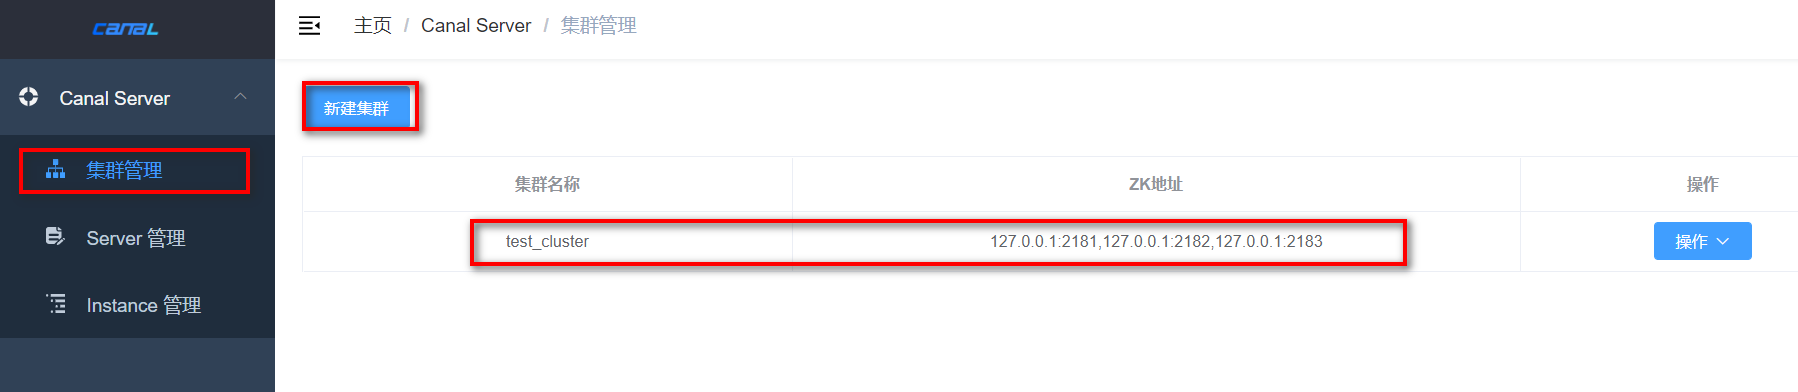 canal
主页 / Canal Server / 集群管理
Canal Server
集群管理
Server 管理
Instance 管理
新建集群
集群名称 ZK地址 操作
test_cluster 127.0.0.1:2181,127.0.0.1:2182,127.0.0.1:2183 操作